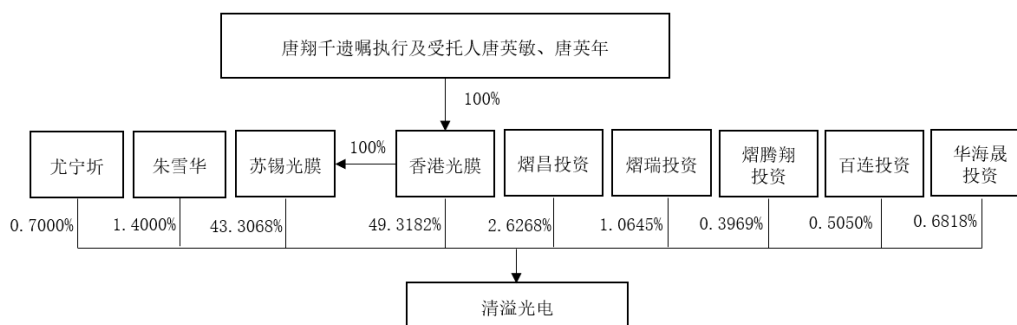 唐翔千遗嘱执行及受托人唐英敏、唐英年
100%
尤宁圻
朱雪华
苏锡光膜
100%
香港光膜
熠昌投资
熠瑞投资
熠腾翔
投资
百连投资
华海晟
投资
0.7000%
1.4000%
43.3068%
49.3182%
2.6268%
1.0645%
0.3969%
0.5050%
0.6818%
清溢光电